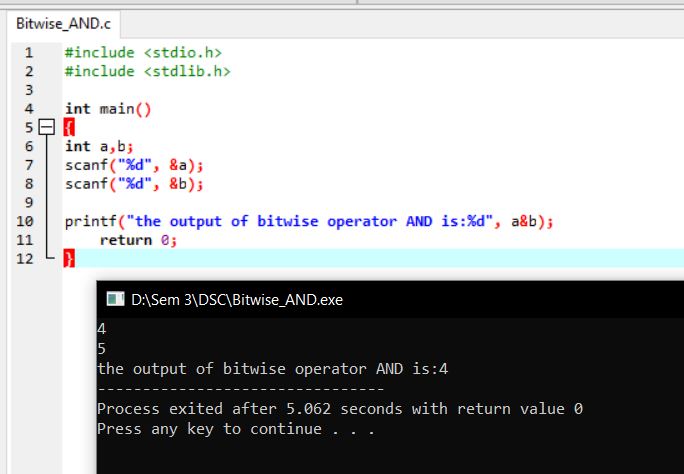 Bitwise_AND.c
1 #include <stdio.h>
2 #include <stdlib.h>
3
4 int main()
5 {
6 int a,b;
7 scanf("%d", &a);
8 scanf("%d", &b);
9
10 printf("the output of bitwise operator AND is:%d", a&b);
11 return 0;
12 }
D:\Sem 3\DSC\Bitwise_AND.exe
4
5
the output of bitwise operator AND is:4
--------------------------------
Process exited after 5.062 seconds with return value 0
Press any key to continue . . .